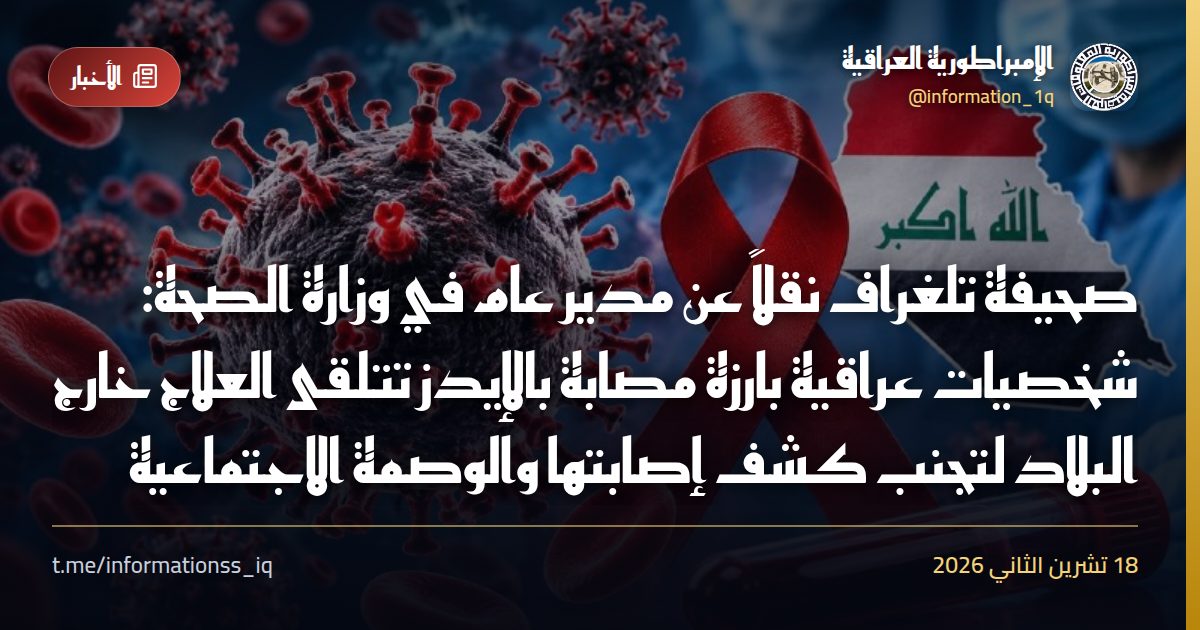 الإمبراطورية العراقية
@information_1q
الأخبار
الله اكبر
صحيفة تلغراف نقلاً عن مدير عام في وزارة الصحة:
شخصيات عراقية بارزة مصابة بالإيدز تتلقى العلاج خارج
البلاد لتجنب كشف إصابتها والوصمة الاجتماعية
18 تشرين الثاني 2026
t.me/informationss_iq